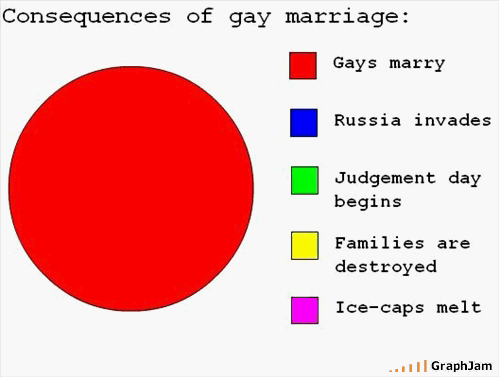 Consequences of gay marriage:
Gays marry
Russia invades
Judgement day
begins
Families are
destroyed
Ice-caps melt
GraphJam